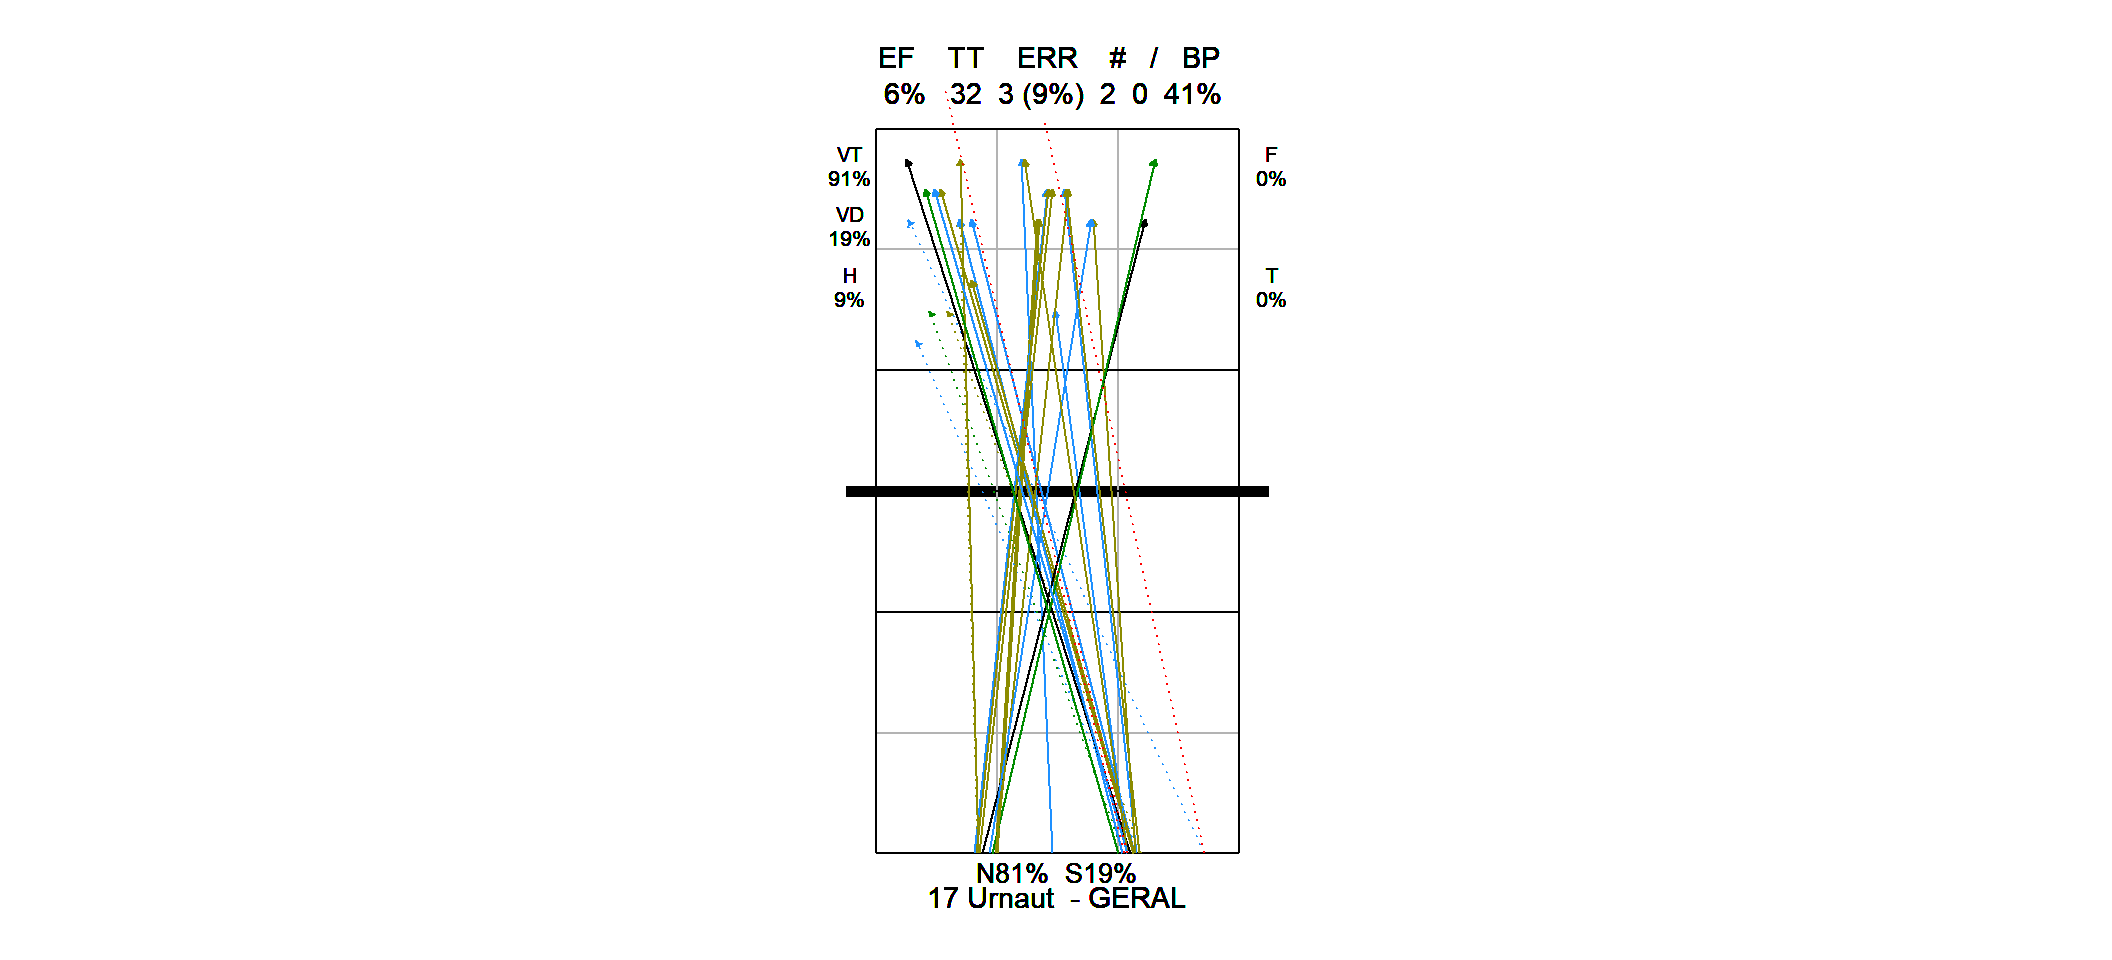 EF TT ERR # / BP
6% 32 3 (9%) 2 0 41%
VT
91%
F
0%
VD
19%
H
9%
T
0%
N81% S19%
17 Urnaut - GERAL